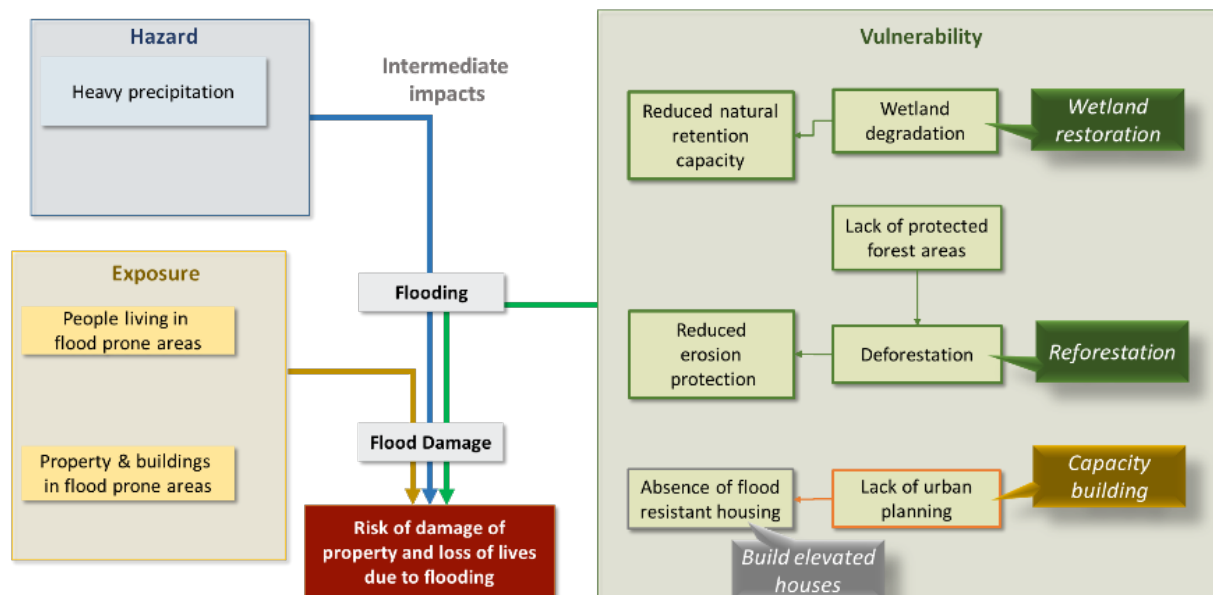 Hazard
Heavy precipitation
Intermediate
impacts
Exposure
People living in
flood prone areas
Property & buildings
in flood prone areas
Flooding
Flood Damage
Risk of damage of
property and loss of lives
due to flooding
Vulnerability
Reduced natural
retention
capacity
Wetland
degradation
Wetland
restoration
Lack of protected
forest areas
Reduced
erosion
protection
Deforestation
Reforestation
Absence of flood
resistant housing
Lack of urban
planning
Capacity
building
Build elevated
houses